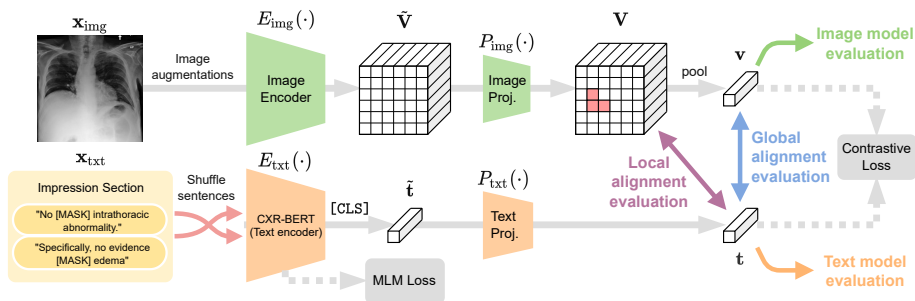 x_img
Image
augmentations
E_img(·)
Image
Encoder
Ṽ
P_img(·)
Image
Proj.
V
pool
v
Image model
evaluation
Local
alignment
evaluation
Global
alignment
evaluation
Contrastive
Loss
x_txt
Impression Section
"No [MASK] intrathoracic
abnormality."
"Specifically, no evidence
[MASK] edema"
Shuffle
sentences
E_txt(·)
CXR-BERT
(Text encoder)
[CLS]
t̃
MLM Loss
P_txt(·)
Text
Proj.
t
Text model
evaluation